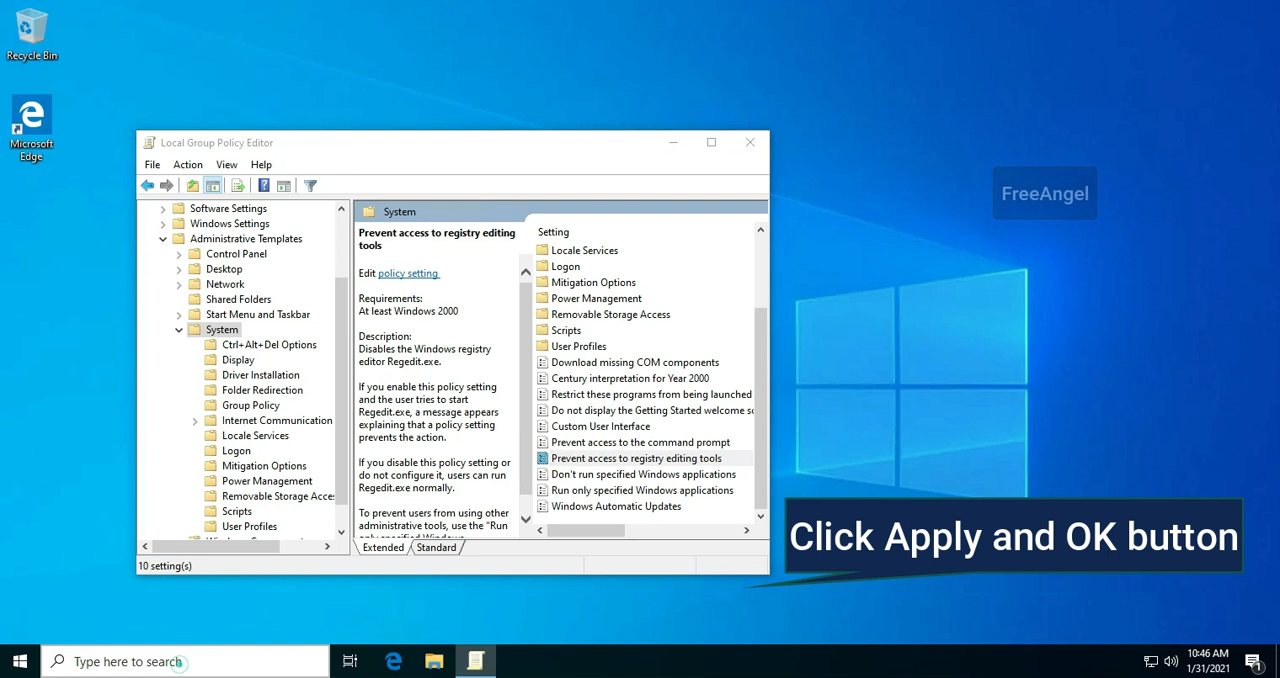 Recycle Bin
Microsoft
Edge
Local Group Policy Editor
File Action View Help
Software Settings
Windows Settings
Administrative Templates
Control Panel
Desktop
Network
Shared Folders
Start Menu and Taskbar
System
Ctrl+Alt+Del Options
Display
Driver Installation
Folder Redirection
Group Policy
Internet Communication
Locale Services
Logon
Mitigation Options
Power Management
Removable Storage Acce
Scripts
User Profiles
System
Prevent access to registry editing
tools
Edit policy setting
Requirements:
At least Windows 2000
Description:
Disables the Windows registry
editor Regedit.exe.
If you enable this policy setting
and the user tries to start
Regedit.exe, a message appears
explaining that a policy setting
prevents the action.
If you disable this policy setting or
do not configure it, users can run
Regedit.exe normally.
To prevent users from using other
administrative tools, use the "Run
only specified Windows
Setting
Locale Services
Logon
Mitigation Options
Power Management
Removable Storage Access
Scripts
User Profiles
Download missing COM components
Century interpretation for Year 2000
Restrict these programs from being launched
Do not display the Getting Started welcome sc
Custom User Interface
Prevent access to the command prompt
Prevent access to registry editing tools
Don't run specified Windows applications
Run only specified Windows applications
Windows Automatic Updates
Extended Standard
10 setting(s)
FreeAngel
Click Apply and OK button
Type here to search
10:46 AM
1/31/2021
1